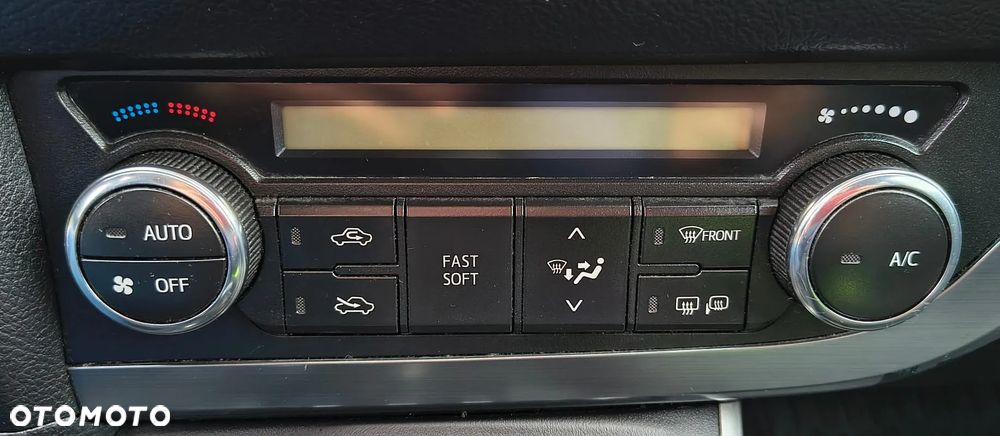 AUTO
OFF
FAST
SOFT
FRONT
A/C
OTOMOTO